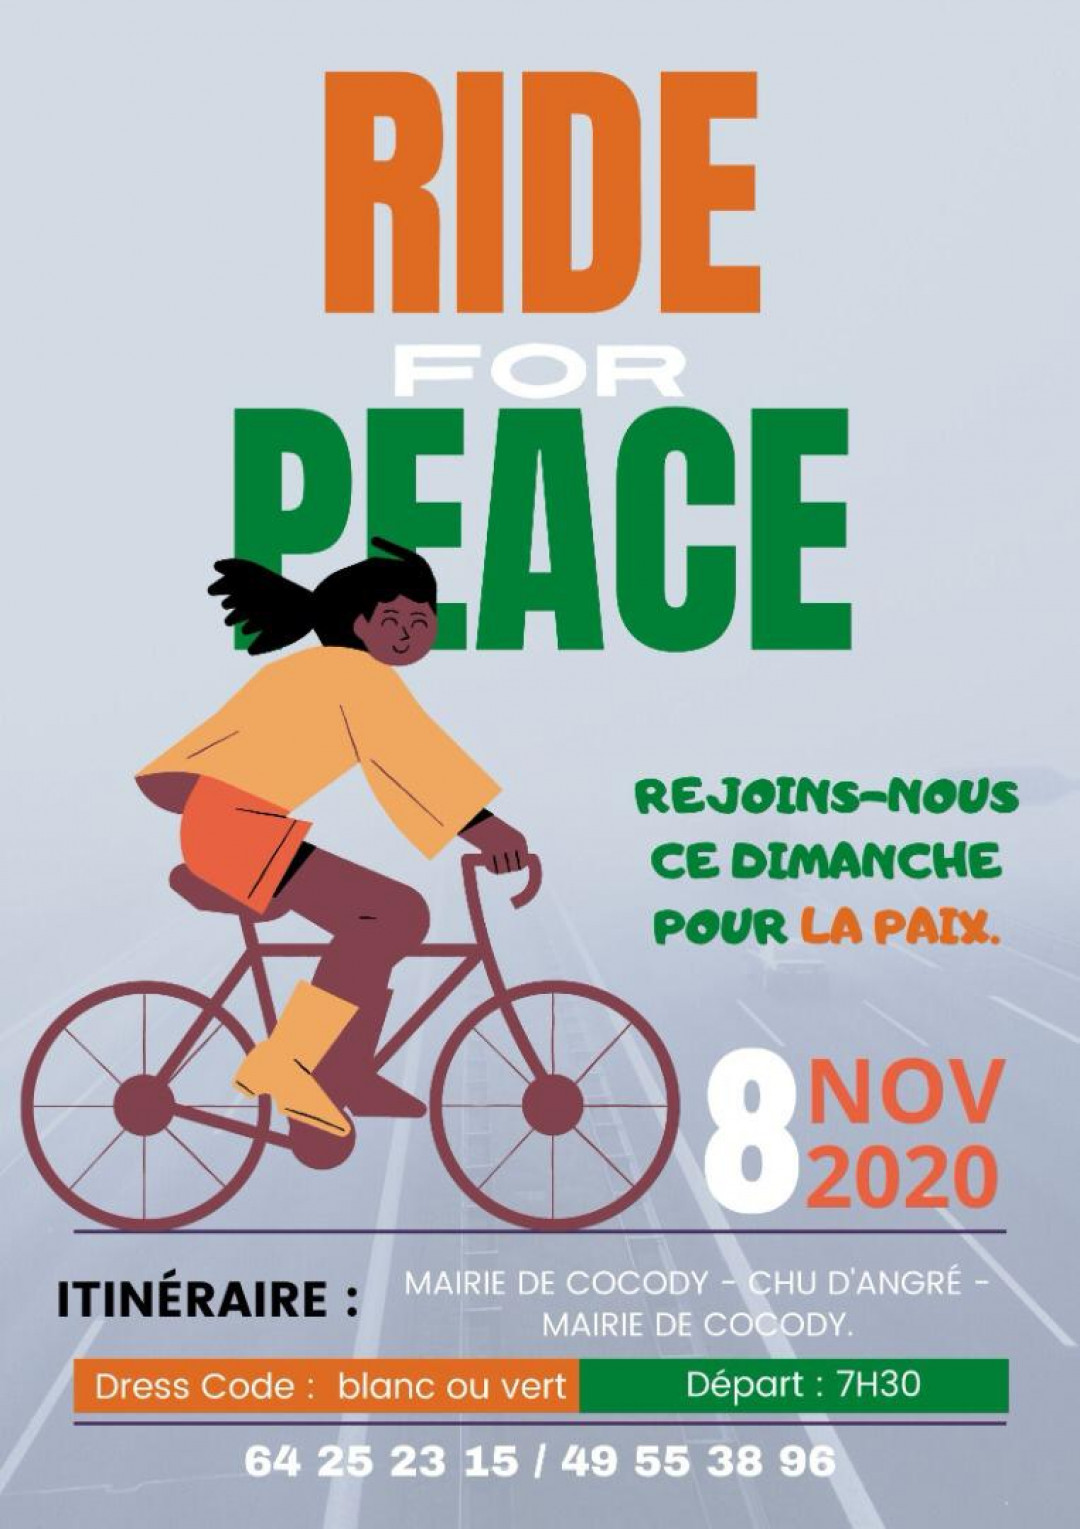 RIDE
FOR
PEACE
REJOINS-NOUS
CE DIMANCHE
POUR LA PAIX.
8 NOV
2020
ITINÉRAIRE :
MAIRIE DE COCODY - CHU D'ANGRÉ -
MAIRIE DE COCODY.
Dress Code : blanc ou vert
Départ : 7H30
64 25 23 15 / 49 55 38 96